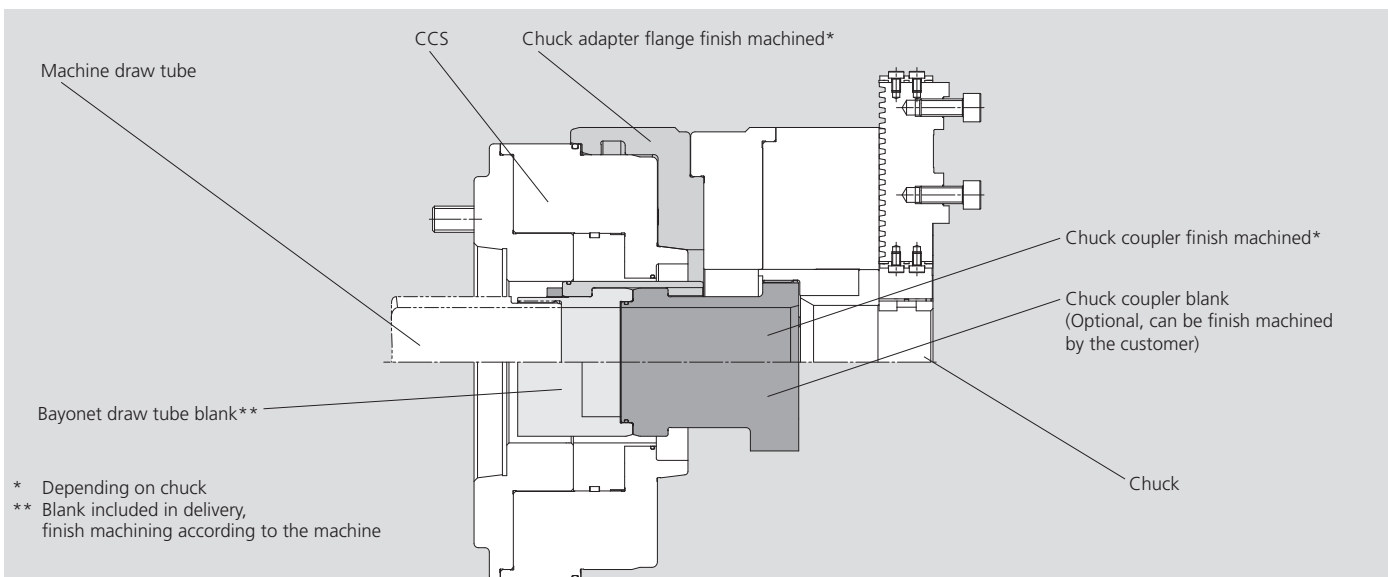 CCS
Chuck adapter flange finish machined*
Machine draw tube
Chuck coupler finish machined*
Chuck coupler blank
(Optional, can be finish machined
by the customer)
Bayonet draw tube blank**
Chuck
* Depending on chuck
** Blank included in delivery,
finish machining according to the machine